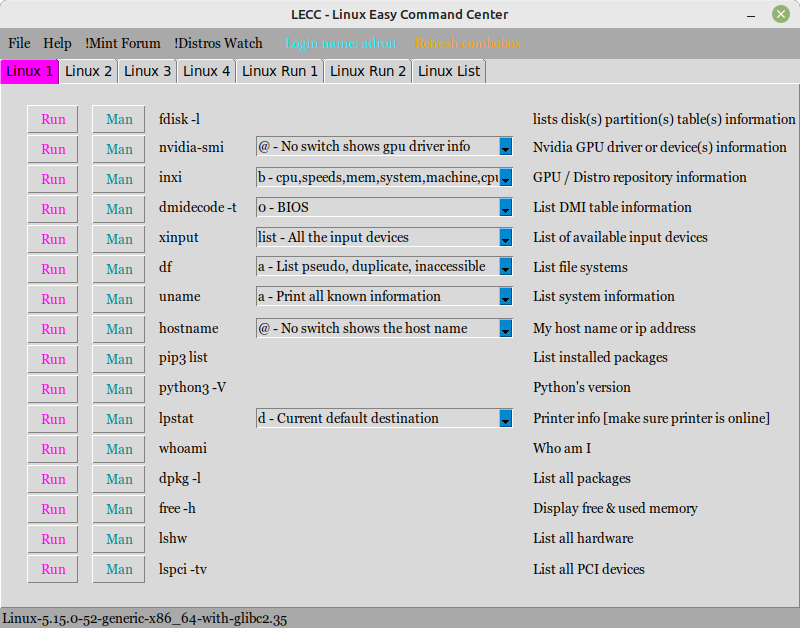 LECC - Linux Easy Command Center
File Help !Mint Forum !Distros Watch Login name: adroit Refresh combobox
Linux 1 Linux 2 Linux 3 Linux 4 Linux Run 1 Linux Run 2 Linux List
Run Man fdisk -l lists disk(s) partition(s) table(s) information
Run Man nvidia-smi @ - No switch shows gpu driver info Nvidia GPU driver or device(s) information
Run Man inxi b - cpu,speeds,mem,system,machine,cpu GPU / Distro repository information
Run Man dmidecode -t 0 - BIOS List DMI table information
Run Man xinput list - All the input devices List of available input devices
Run Man df a - List pseudo, duplicate, inaccessible List file systems
Run Man uname a - Print all known information List system information
Run Man hostname @ - No switch shows the host name My host name or ip address
Run Man pip3 list List installed packages
Run Man python3 -V Python's version
Run Man lpstat d - Current default destination Printer info [make sure printer is online]
Run Man whoami Who am I
Run Man dpkg -l List all packages
Run Man free -h Display free & used memory
Run Man lshw List all hardware
Run Man lspci -tv List all PCI devices
Linux-5.15.0-52-generic-x86_64-with-glibc2.35